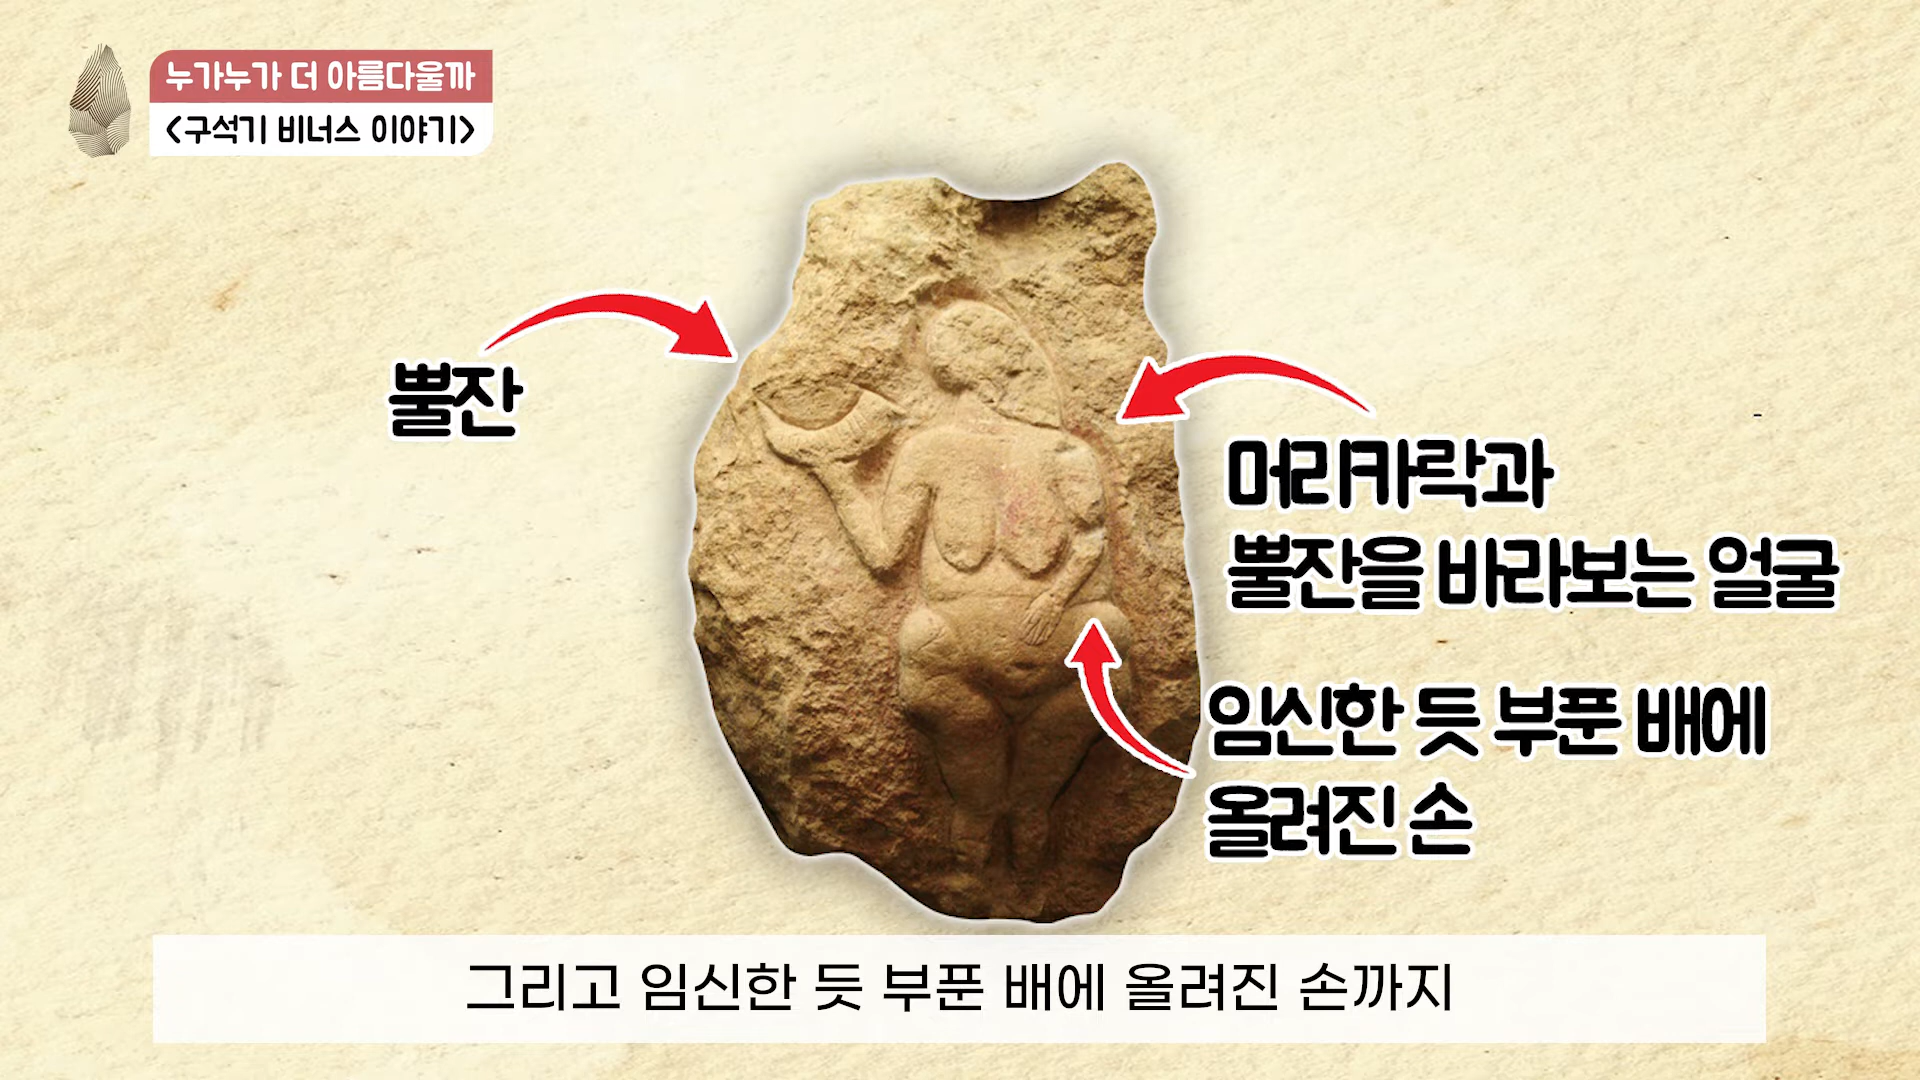 누가누가 더 아름다울까
<구석기 비너스 이야기>
뿔잔
머리카락과
뿔잔을 바라보는 얼굴
임신한 듯 부푼 배에
올려진 손
그리고 임신한 듯 부푼 배에 올려진 손까지